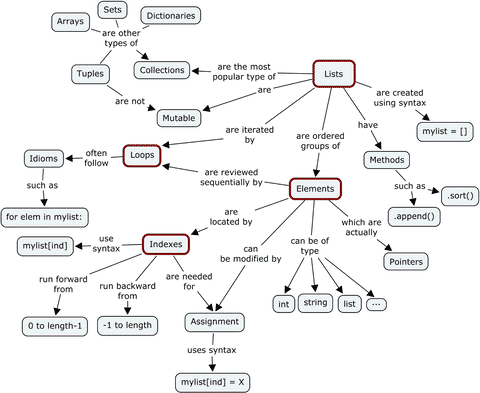 Sets
Arrays
Dictionaries
are other
types of
Tuples
Collections
are the most
popular type of
Lists
are not
Mutable
are
are created
using syntax
mylist = []
are iterated
by
are ordered
groups of
have
Methods
Idioms
often
follow
Loops
are reviewed
sequentially by
Elements
such as
.sort()
.append()
such as
for elem in mylist:
are
located by
which are
actually
Pointers
mylist[ind]
use
syntax
Indexes
can
be modified by
can be of
type
int
string
list
...
run forward
from
run backward
from
are needed
for
0 to length-1
-1 to length
Assignment
uses syntax
mylist[ind] = X